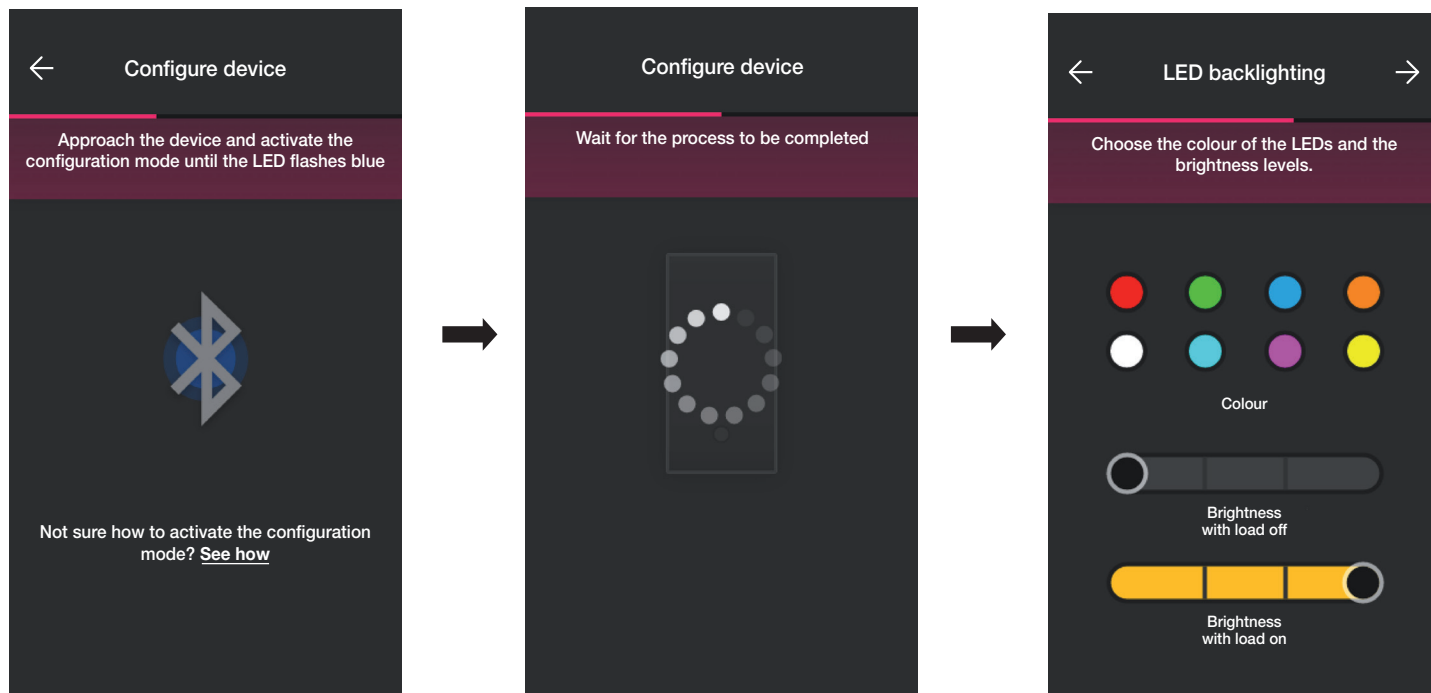 Configure device
Approach the device and activate the
configuration mode until the LED flashes blue
Not sure how to activate the configuration
mode? See how
Configure device
Wait for the process to be completed
LED backlighting
Choose the colour of the LEDs and the
brightness levels.
Colour
Brightness
with load off
Brightness
with load on